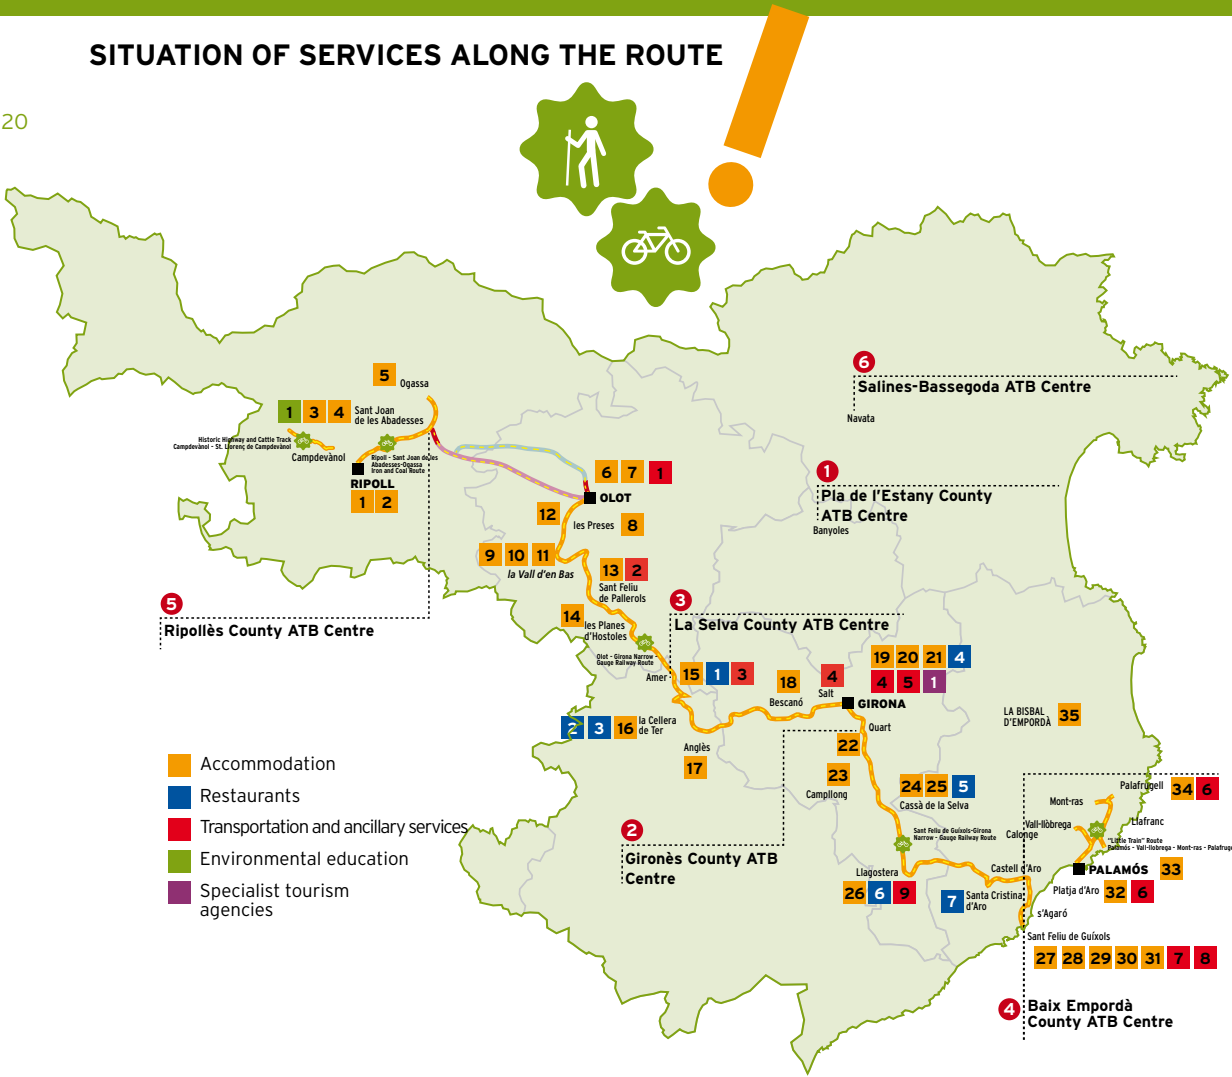 SITUATION OF SERVICES ALONG THE ROUTE
20
6
Salines-Bassegoda ATB Centre
Navata
5
Ogassa
1 3 4
Sant Joan
de les Abadesses
Historic Highway and Cattle Track
Campdevànol - St. Llorenç de Campdevànol
Campdevànol
Ripoll - Sant Joan de les
Abadesses-Ogassa
Iron and Coal Route
RIPOLL
1 2
6 7 1
OLOT
1
Pla de l'Estany County
ATB Centre
Banyoles
12
les Preses
8
9 10 11
la Vall d'en Bas
13 2
Sant Feliu
de Pallerols
5
Ripollès County ATB Centre
3
La Selva County ATB Centre
14
les Planes
d'Hostoles
Olot - Girona Narrow -
Gauge Railway Route
Amer
15 1 3
18
Bescanó
4
Salt
19 20 21 4
4 5 1
GIRONA
2 3 16
la Cellera
de Ter
Anglès
17
Quart
22
23
Campllong
24 25 5
Cassà de la Selva
LA BISBAL
D'EMPORDÀ
35
Accommodation
Restaurants
Transportation and ancillary services
Environmental education
Specialist tourism
agencies
2
Gironès County ATB
Centre
Sant Feliu de Guíxols-Girona
Narrow - Gauge Railway Route
Llagostera
26 6 9
7
Santa Cristina
d'Aro
Castell d'Aro
Palafrugell
34 6
Mont-ras
Llafranc
Vall-llòbrega
Calonge
"Little Train" Route
Palamós - Vall-llobrega - Mont-ras - Palafruge
PALAMÓS
33
Platja d'Aro
32 6
s'Agaró
Sant Feliu de Guíxols
27 28 29 30 31 7 8
4
Baix Empordà
County ATB Centre